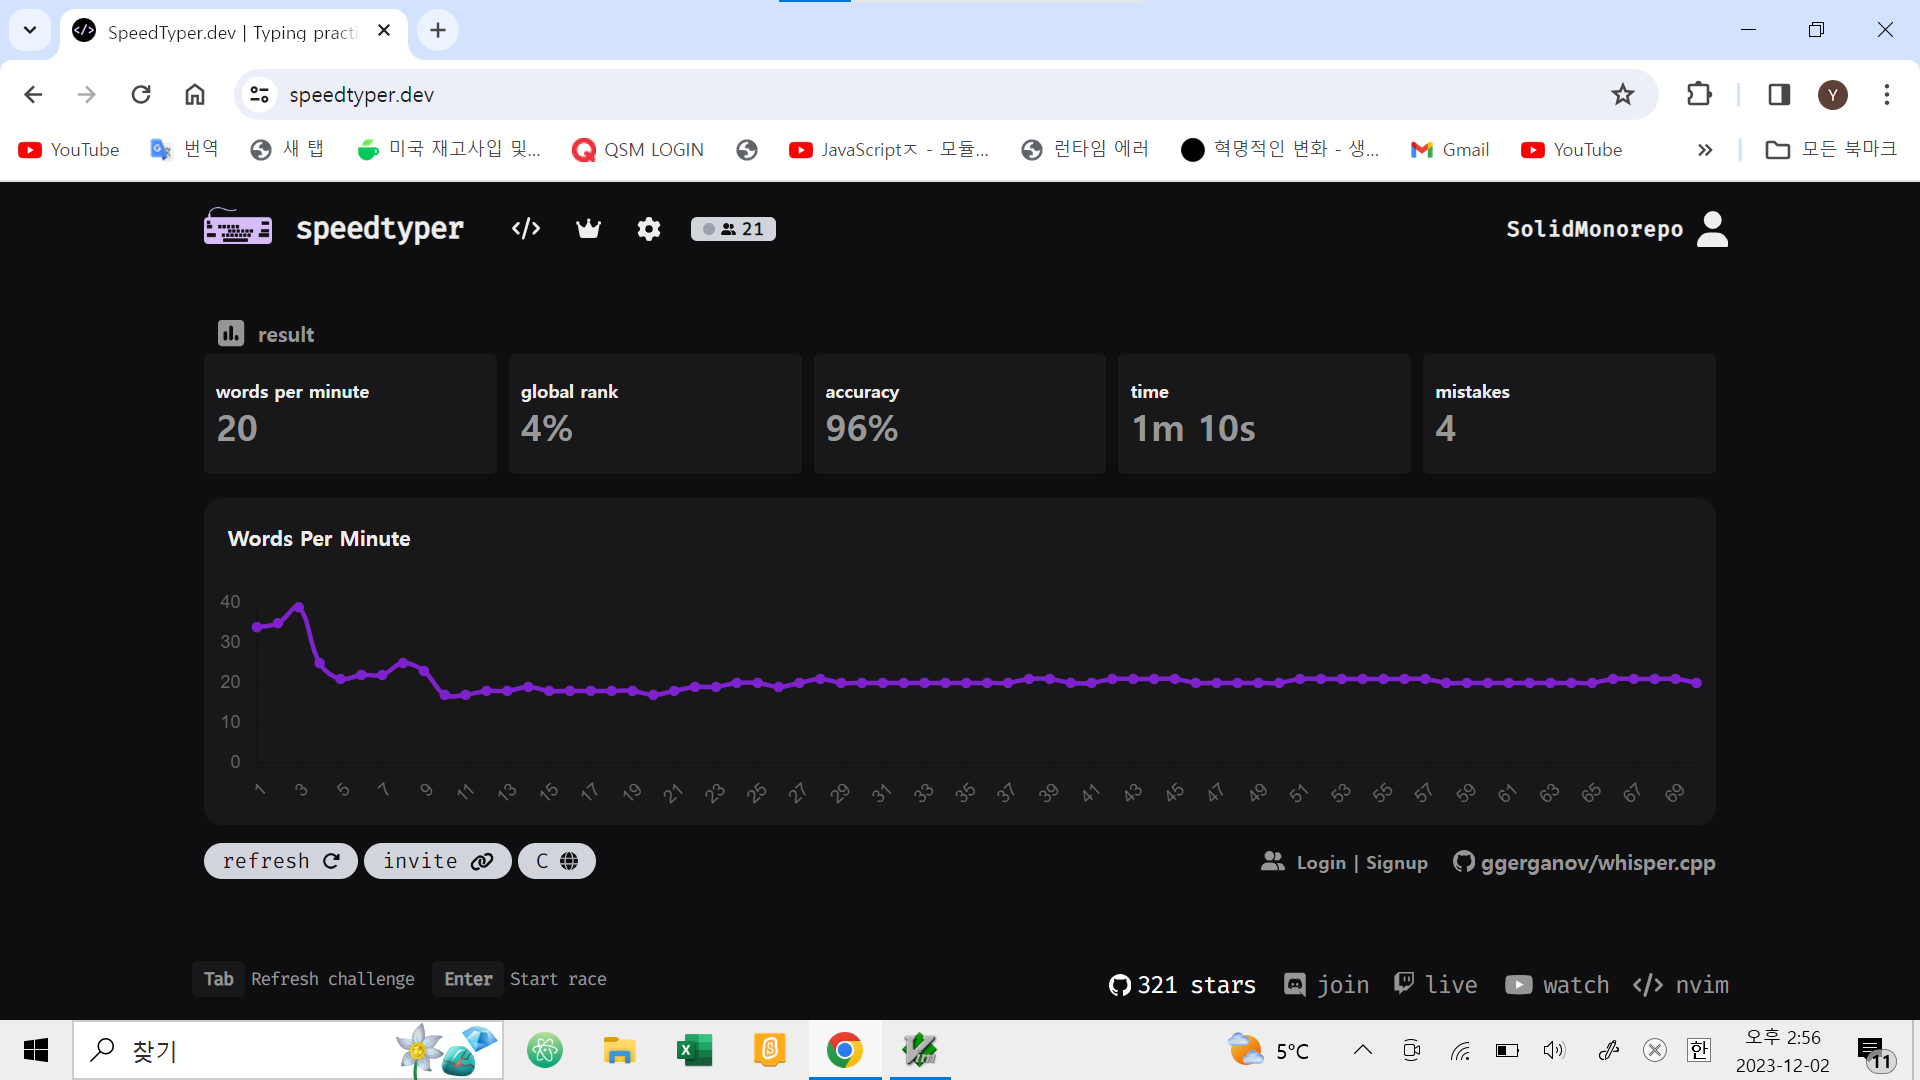 SpeedTyper.dev | Typing practi
speedtyper.dev
Y
YouTube
번역
새 탭
미국 재고사입 및...
QSM LOGIN
JavaScriptㅈ - 모듈...
런타임 에러
혁명적인 변화 - 생...
Gmail
YouTube
모든 북마크
speedtyper
21
SolidMonorepo
result
words per minute
20
global rank
4%
accuracy
96%
time
1m 10s
mistakes
4
Words Per Minute
40
30
20
10
0
1 3 5 7 9 11 13 15 17 19 21 23 25 27 29 31 33 35 37 39 41 43 45 47 49 51 53 55 57 59 61 63 65 67 69
refresh
invite
C
Login | Signup
ggerganov/whisper.cpp
Tab Refresh challenge
Enter Start race
321 stars
join
live
watch
nvim
찾기
5°C
한
오후 2:56
2023-12-02
11